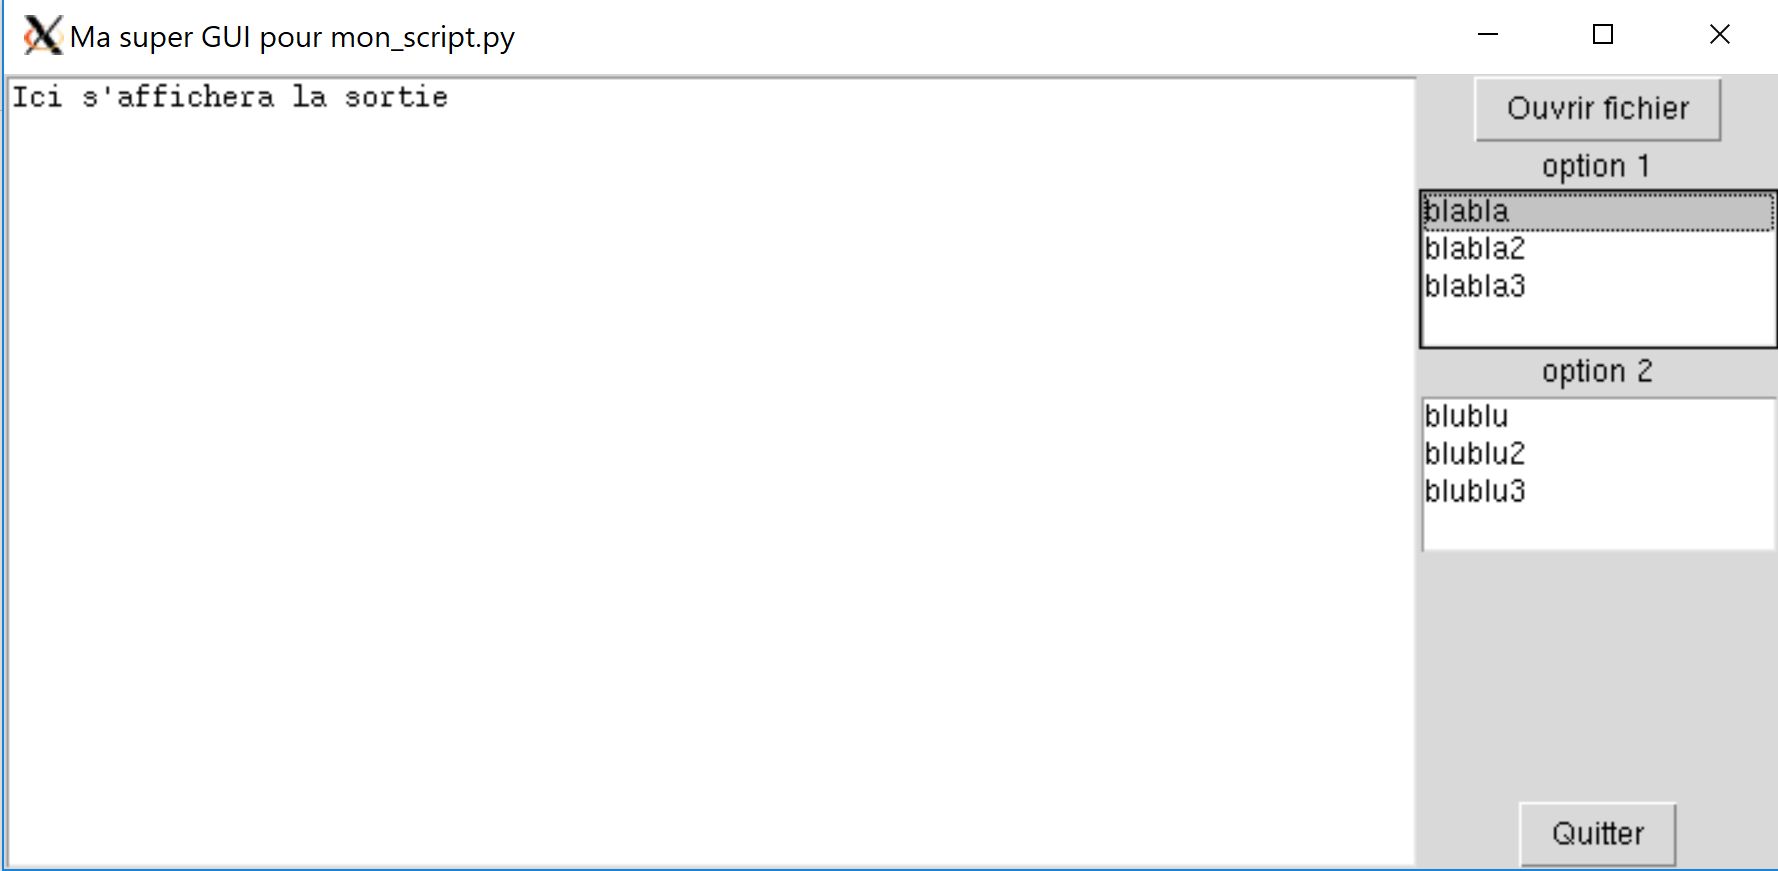 Ma super GUI pour mon_script.py
Ici s'affichera la sortie
Ouvrir fichier
option 1
blabla
blabla2
blabla3
option 2
blublu
blublu2
blublu3
Quitter